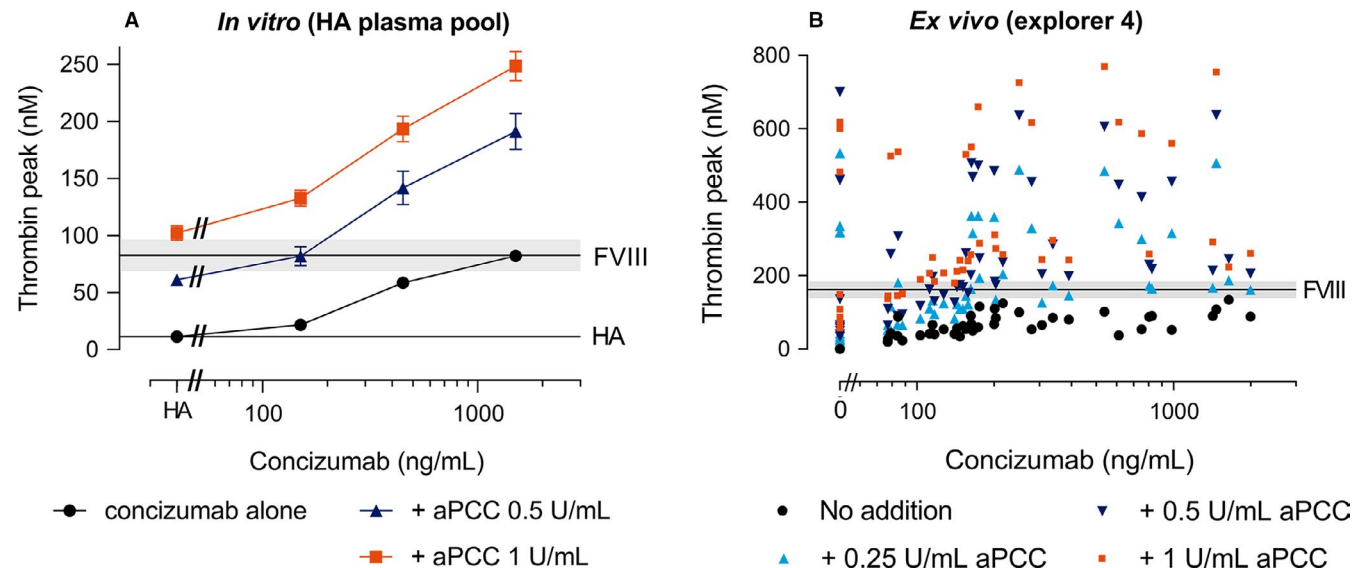 A
In vitro (HA plasma pool)
Thrombin peak (nM)
250
200
150
100
50
0
FVIII
HA
HA
100
1000
Concizumab (ng/mL)
concizumab alone
+ aPCC 0.5 U/mL
+ aPCC 1 U/mL
B
Ex vivo (explorer 4)
Thrombin peak (nM)
800
600
400
200
0
FVIII
0
100
1000
Concizumab (ng/mL)
No addition
+ 0.5 U/mL aPCC
+ 0.25 U/mL aPCC
+ 1 U/mL aPCC